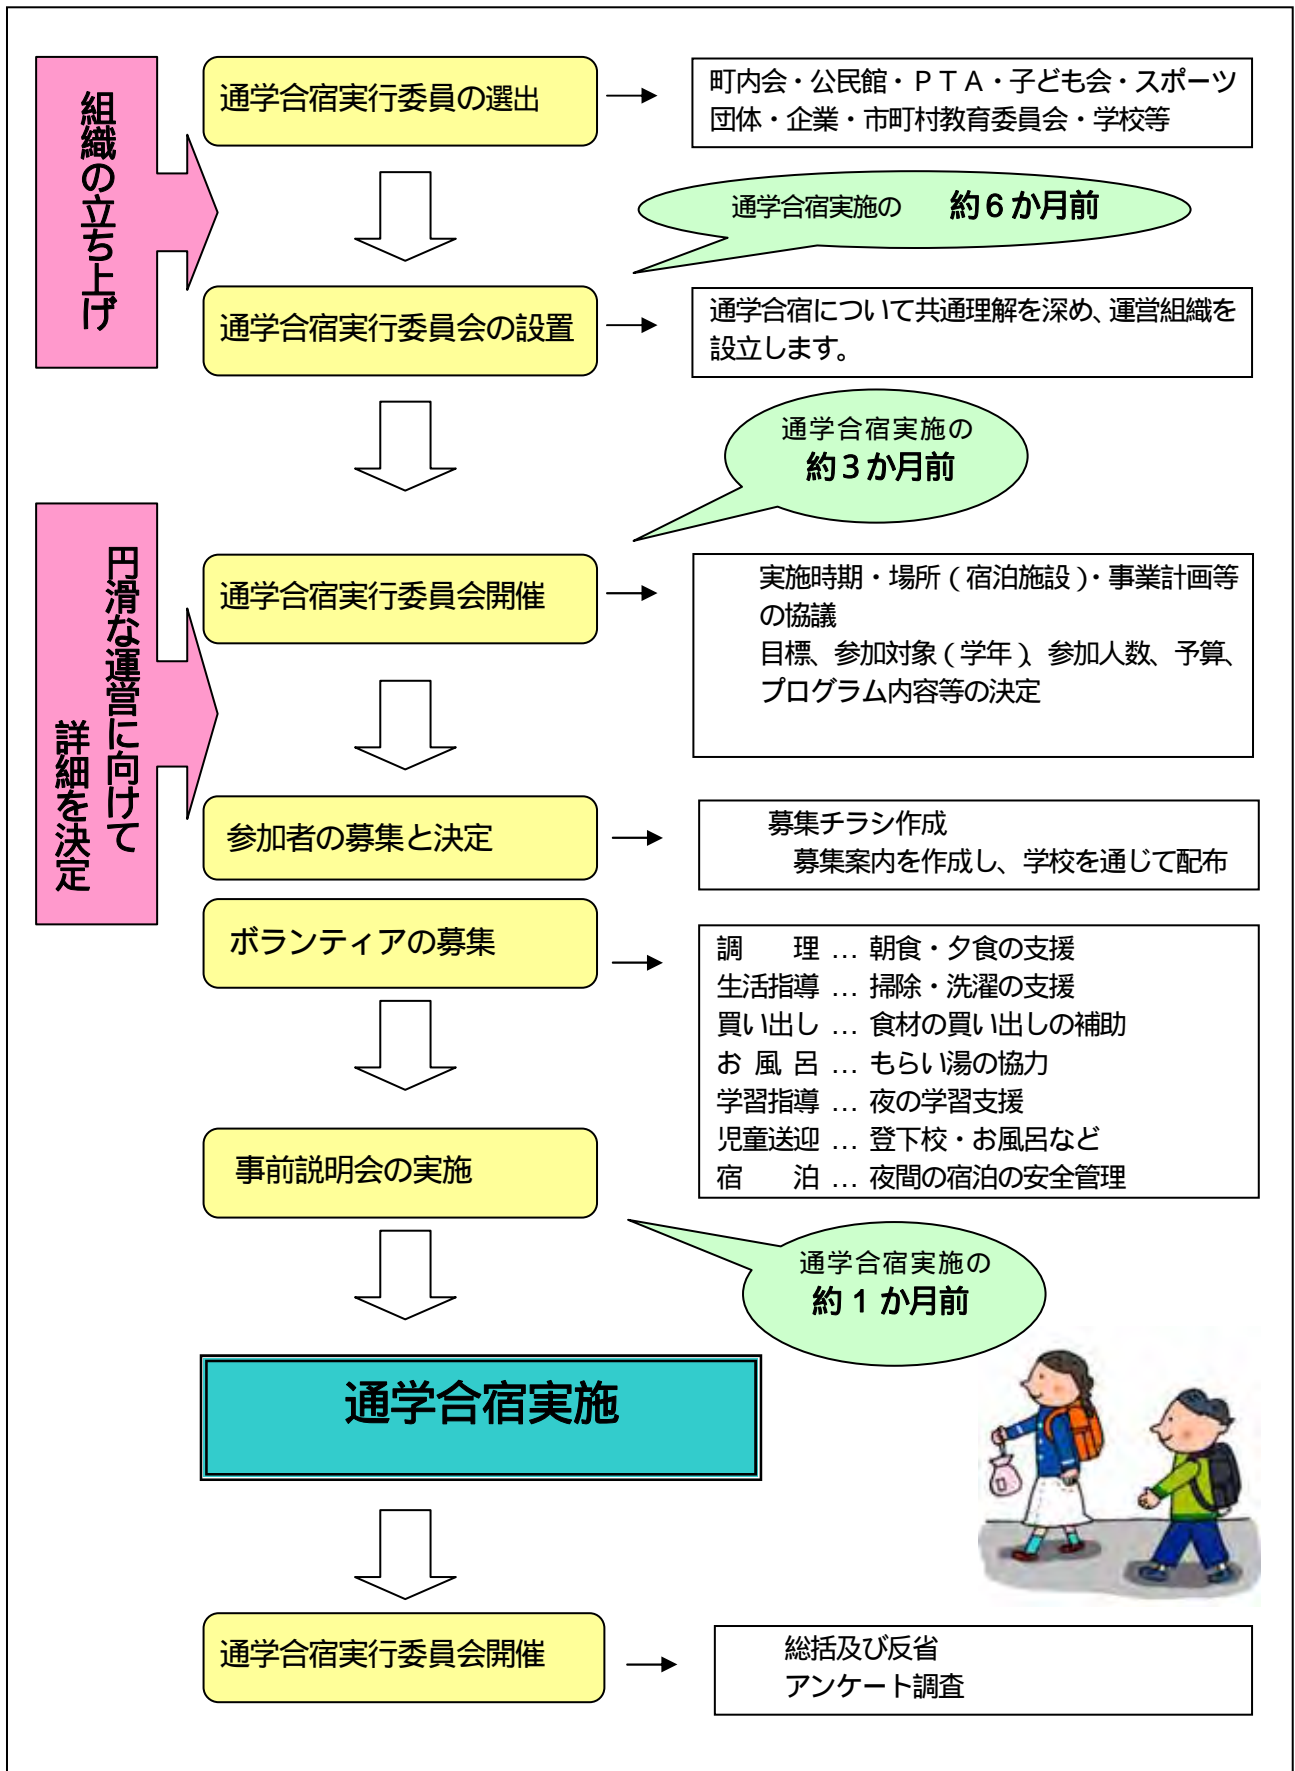 組織の立ち上げ
通学合宿実行委員の選出
町内会・公民館・ＰＴＡ・子ども会・スポーツ
団体・企業・市町村教育委員会・学校等
通学合宿実施の 約６か月前
通学合宿実行委員会の設置
通学合宿について共通理解を深め、運営組織を
設立します。
通学合宿実施の
約３か月前
円滑な運営に向けて
詳細を決定
通学合宿実行委員会開催
実施時期・場所（宿泊施設）・事業計画等
の協議
目標、参加対象（学年）、参加人数、予算、
プログラム内容等の決定
参加者の募集と決定
募集チラシ作成
募集案内を作成し、学校を通じて配布
ボランティアの募集
調　　理 … 朝食・夕食の支援
生活指導 … 掃除・洗濯の支援
買い出し … 食材の買い出しの補助
お 風 呂 … もらい湯の協力
学習指導 … 夜の学習支援
児童送迎 … 登下校・お風呂など
宿　　泊 … 夜間の宿泊の安全管理
事前説明会の実施
通学合宿実施の
約 1 か月前
通学合宿実施
通学合宿実行委員会開催
総括及び反省
アンケート調査